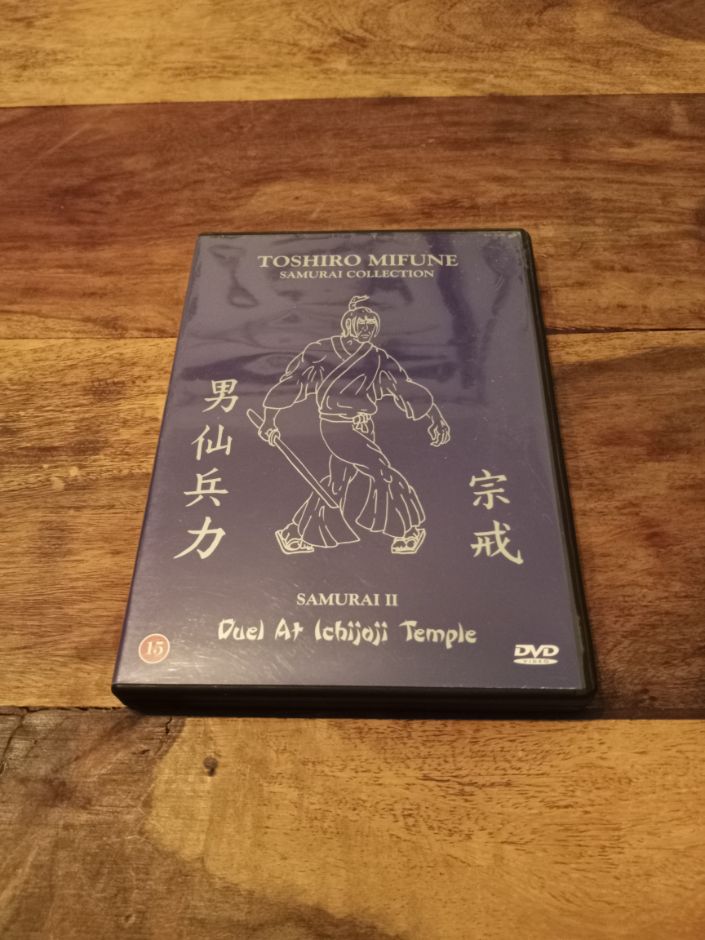 TOSHIRO MIFUNE
SAMURAI COLLECTION
男仙兵力
宗戒
SAMURAI II
Duel At Ichijoji Temple
15
DVD
VIDEO